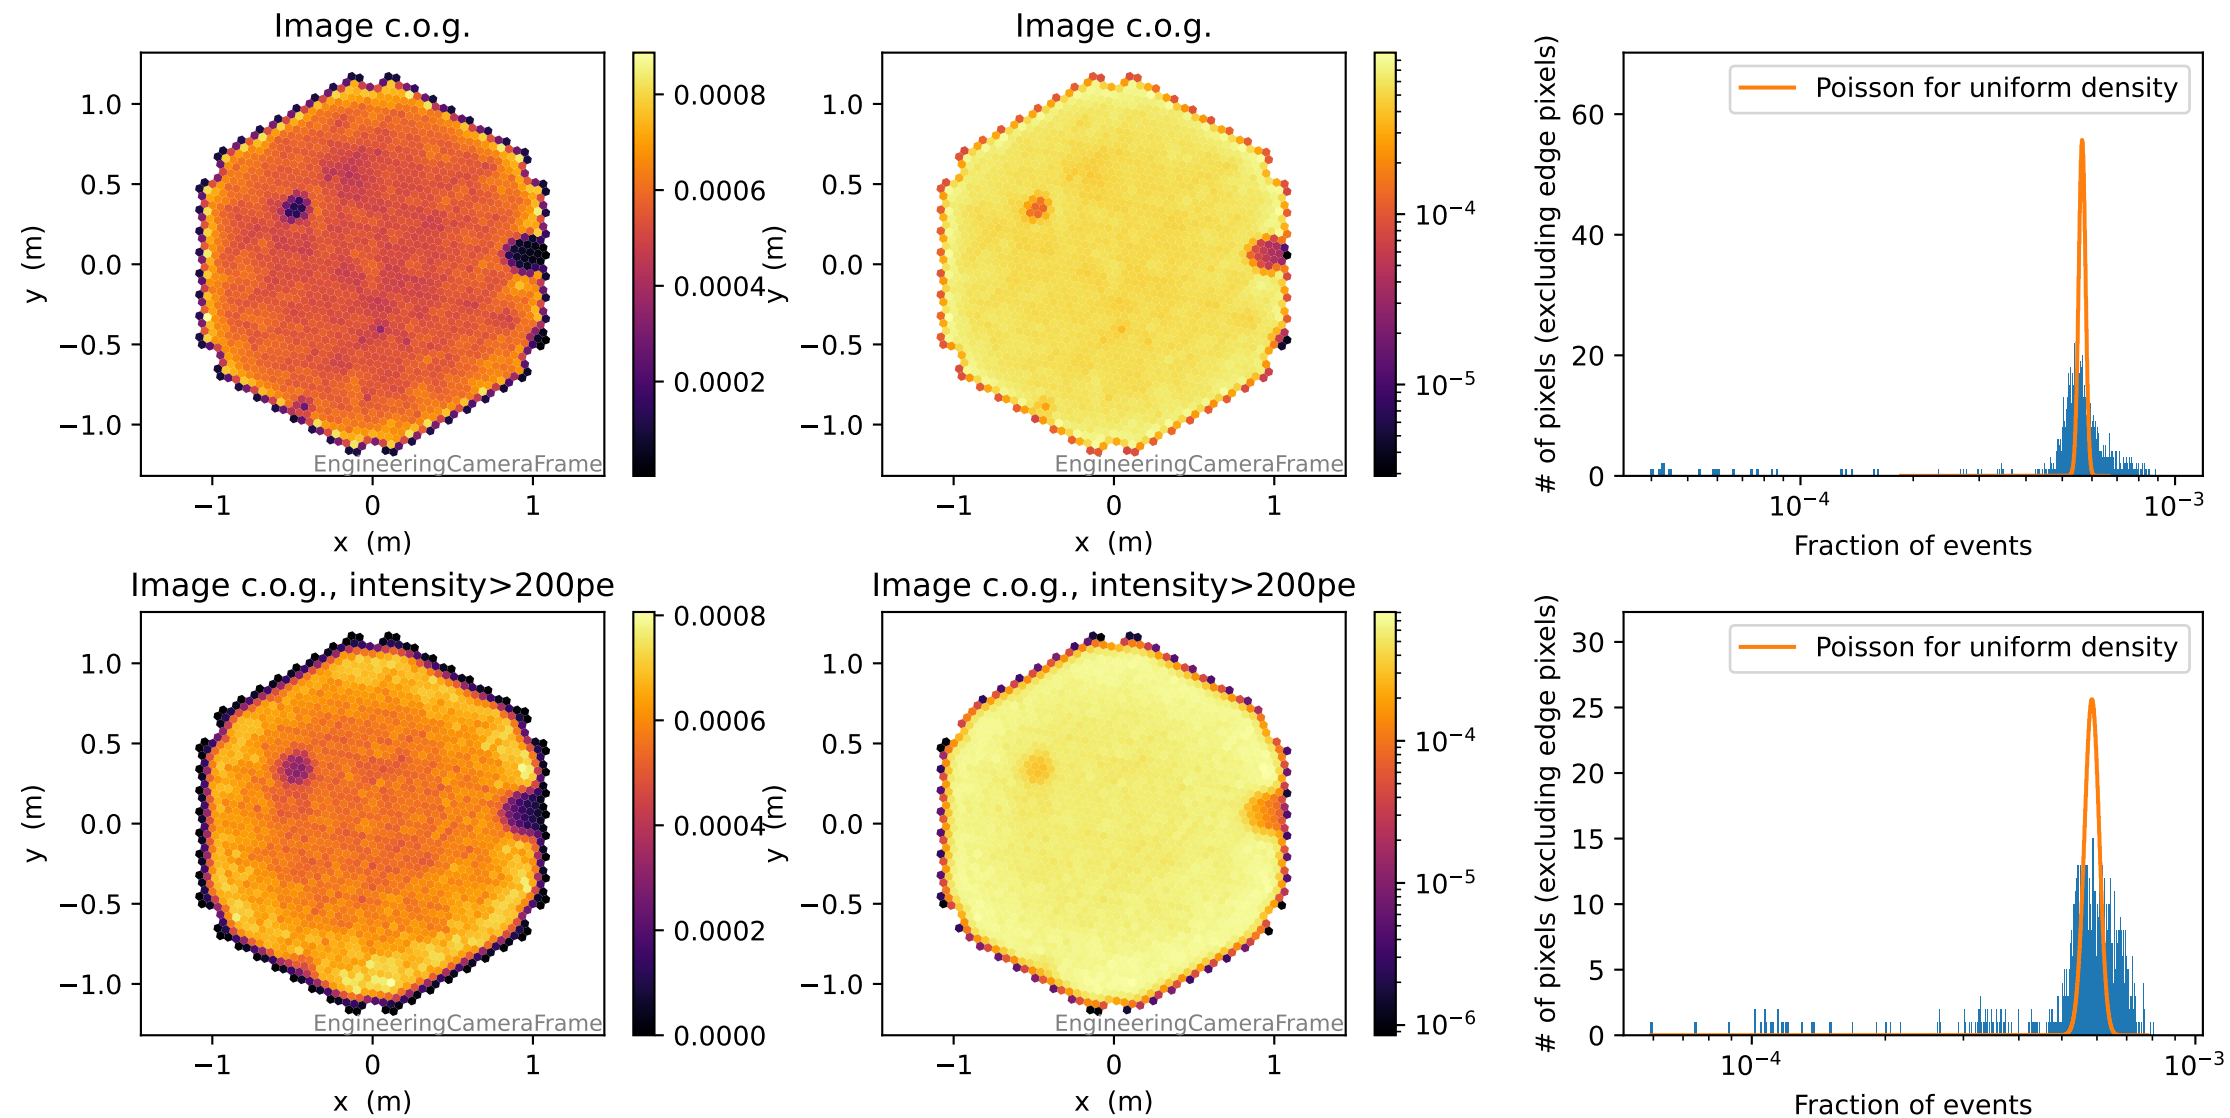 Image c.o.g.
1.0
0.5
0.0
−0.5
−1.0
y (m)
−1
0
1
x (m)
EngineeringCameraFrame
0.0008
0.0006
0.0004
0.0002
Image c.o.g.
1.0
0.5
0.0
−0.5
−1.0
y (m)
−1
0
1
x (m)
EngineeringCameraFrame
10⁻⁴
10⁻⁵
# of pixels (excluding edge pixels)
60
40
20
0
Poisson for uniform density
10⁻⁴
10⁻³
Fraction of events
Image c.o.g., intensity>200pe
1.0
0.5
0.0
−0.5
−1.0
y (m)
−1
0
1
x (m)
EngineeringCameraFrame
0.0008
0.0006
0.0004
0.0002
0.0000
Image c.o.g., intensity>200pe
1.0
0.5
0.0
−0.5
−1.0
y (m)
−1
0
1
x (m)
EngineeringCameraFrame
10⁻⁴
10⁻⁵
10⁻⁶
# of pixels (excluding edge pixels)
30
25
20
15
10
5
0
Poisson for uniform density
10⁻⁴
10⁻³
Fraction of events